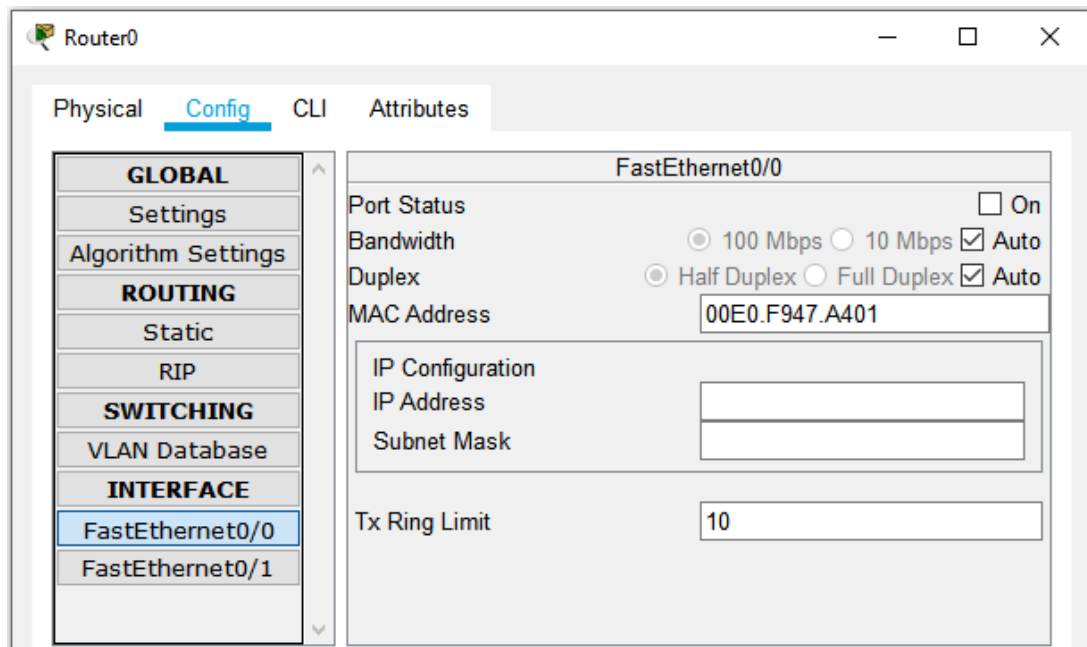 Router0
Physical Config CLI Attributes
GLOBAL
Settings
Algorithm Settings
ROUTING
Static
RIP
SWITCHING
VLAN Database
INTERFACE
FastEthernet0/0
FastEthernet0/1
FastEthernet0/0
Port Status On
Bandwidth 100 Mbps 10 Mbps Auto
Duplex Half Duplex Full Duplex Auto
MAC Address 00E0.F947.A401
IP Configuration
IP Address
Subnet Mask
Tx Ring Limit 10